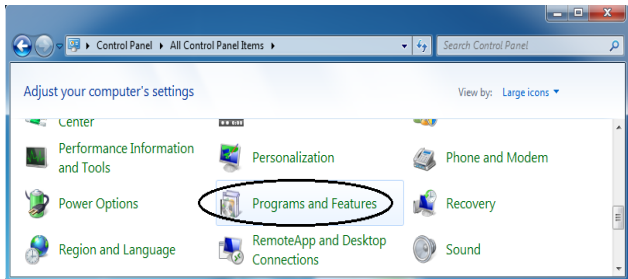 Control Panel ▸ All Control Panel Items ▸
Search Control Panel
Adjust your computer's settings
View by: Large icons
Center
Performance Information
and Tools
Personalization
Phone and Modem
Power Options
Programs and Features
Recovery
Region and Language
RemoteApp and Desktop
Connections
Sound